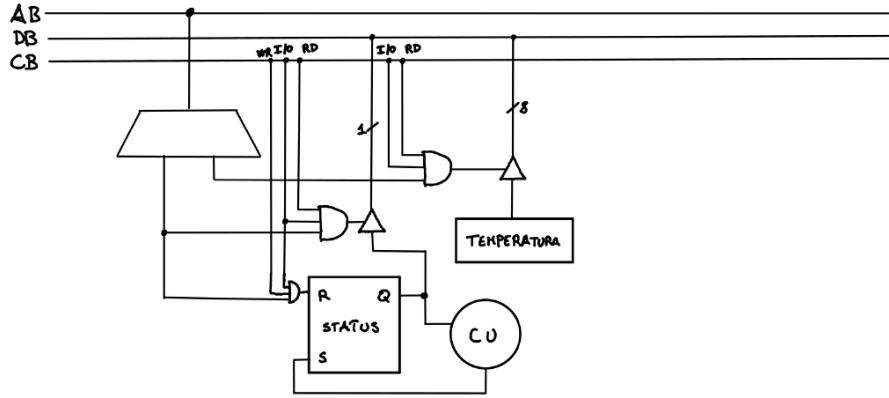 AB
DB
CB
WR I/O RD
I/O RD
1
8
TEMPERATURA
R Q
STATUS
S
CU